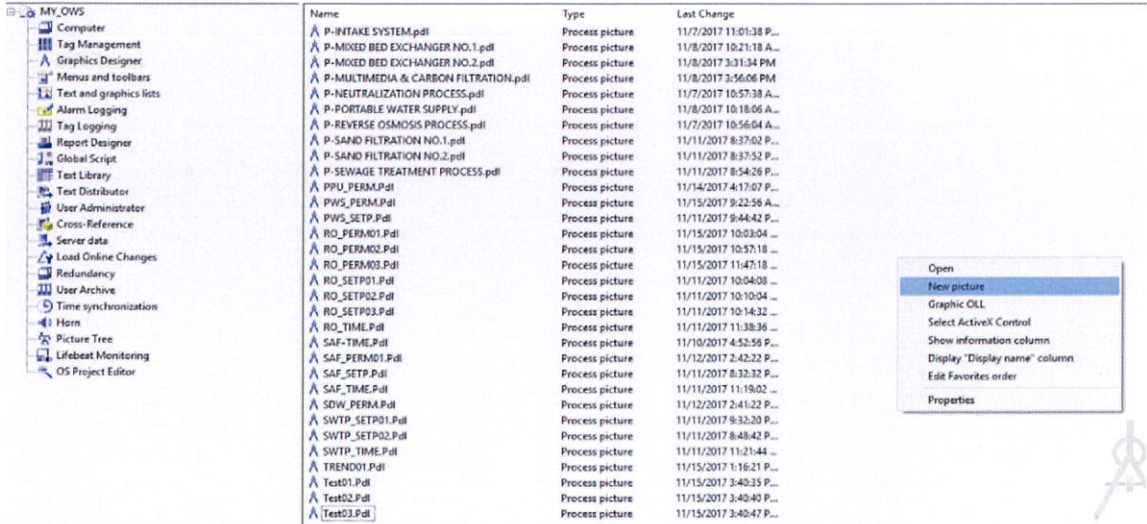 MY_OWS
Computer
Tag Management
Graphics Designer
Menus and toolbars
Text and graphics lists
Alarm Logging
Tag Logging
Report Designer
Global Script
Text Library
Text Distributor
User Administrator
Cross-Reference
Server data
Load Online Changes
Redundancy
User Archive
Time synchronization
Horn
Picture Tree
Lifebeat Monitoring
OS Project Editor
Name Type Last Change
P-INTAKE SYSTEM.pdl Process picture 11/7/2017 11:01:38 P...
P-MIXED BED EXCHANGER NO.1.pdl Process picture 11/8/2017 10:21:18 A...
P-MIXED BED EXCHANGER NO.2.pdl Process picture 11/8/2017 3:31:34 PM
P-MULTIMEDIA & CARBON FILTRATION.pdl Process picture 11/8/2017 3:56:06 PM
P-NEUTRALIZATION PROCESS.pdl Process picture 11/7/2017 10:57:38 A...
P-PORTABLE WATER SUPPLY.pdl Process picture 11/8/2017 10:18:06 A...
P-REVERSE OSMOSIS PROCESS.pdl Process picture 11/7/2017 10:56:04 A...
P-SAND FILTRATION NO.1.pdl Process picture 11/11/2017 8:37:02 P...
P-SAND FILTRATION NO.2.pdl Process picture 11/11/2017 8:37:52 P...
P-SEWAGE TREATMENT PROCESS.pdl Process picture 11/11/2017 8:54:26 P...
PPU_PERM.Pdl Process picture 11/14/2017 4:17:07 P...
PWS_PERM.Pdl Process picture 11/15/2017 9:22:56 A...
PWS_SETP.Pdl Process picture 11/11/2017 9:44:42 P...
RO_PERM01.Pdl Process picture 11/15/2017 10:03:04 ...
RO_PERM02.Pdl Process picture 11/15/2017 10:57:18 ...
RO_PERM03.Pdl Process picture 11/15/2017 11:47:18 ...
RO_SETP01.Pdl Process picture 11/11/2017 10:04:08 ...
RO_SETP02.Pdl Process picture 11/11/2017 10:10:04 ...
RO_SETP03.Pdl Process picture 11/11/2017 10:14:32 ...
RO_TIME.Pdl Process picture 11/11/2017 11:38:36 ...
SAF-TIME.Pdl Process picture 11/10/2017 4:52:56 P...
SAF_PERM01.Pdl Process picture 11/12/2017 2:42:22 P...
SAF_SETP.Pdl Process picture 11/11/2017 8:32:32 P...
SAF_TIME.Pdl Process picture 11/11/2017 11:19:02 ...
SDW_PERM.Pdl Process picture 11/12/2017 2:41:22 P...
SWTP_SETP01.Pdl Process picture 11/11/2017 9:32:20 P...
SWTP_SETP02.Pdl Process picture 11/11/2017 8:48:42 P...
SWTP_TIME.Pdl Process picture 11/11/2017 11:21:44 ...
TREND01.Pdl Process picture 11/15/2017 1:16:21 P...
Test01.Pdl Process picture 11/15/2017 3:40:35 P...
Test02.Pdl Process picture 11/15/2017 3:40:40 P...
Test03.Pdl Process picture 11/15/2017 3:40:47 P...
Open
New picture
Graphic OLL
Select ActiveX Control
Show information column
Display "Display name" column
Edit Favorites order
Properties